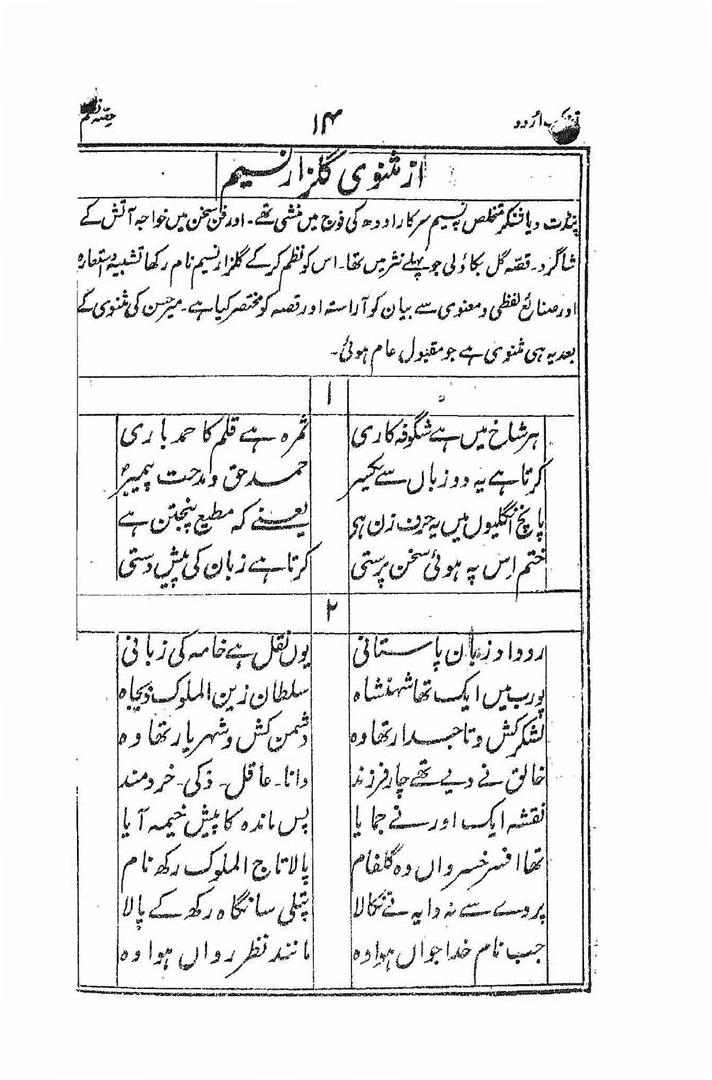 اردو ۱۴ حصہ نظم
از مثنوی گلزار نسیم
پنڈت دیا شنکر متخلص بہ نسیم سرکار اودھ کی فوج میں منشی تھے۔ اور فن سخن میں خواجہ آتش کے
شاگرد۔ قصہ گل بکاؤلی جو پہلے نثر میں تھا۔ اس کو نظم کر کے گلزار نسیم نام رکھا تشبیہ و استعارہ
اور صنائع لفظی و معنوی سے بیان کو آراستہ اور قصہ کو مختصر کیا ہے۔ میر حسن کی مثنوی کے
بعد یہ ہی مثنوی ہے جو مقبول عام ہوئی۔
۱
ہر شاخ میں ہے شگوفہ کاری ثمرہ ہے قلم کا حمد باری
کرتا ہے یہ دو زباں سے یکسر حمد حق و مدحت پیمبرؐ
پانچ انگلیوں میں یہ حرف زن ہی یعنے کہ مطیع پنجتن ہے
ختم اِس پہ ہوئی سخن پرستی کرتا ہے زبان کی پیش دستی
۲
روداد زبان پاستانی یوں نقل ہے خامہ کی زبانی
پورب میں ایک تھا شہنشاہ سلطان زین الملوک ذیجاہ
لشکر کش و تاجدار تھا وہ دشمن کش و شہریار تھا وہ
خالق نے دیے تھے چار فرزند دانا۔ عاقل۔ ذکی۔ خردمند
نقشہ ایک اور نے جمایا پس ماندہ کا پیش خیمہ آیا
تھا افسر خسرواں وہ گلفام پالا تاج الملوک رکھ نام
پردے سے نہ دایہ نے نکالا پتلی سا نگاہ رکھ کے پالا
جب نام خدا جواں ہوا وہ مانند نظر رواں ہوا وہ